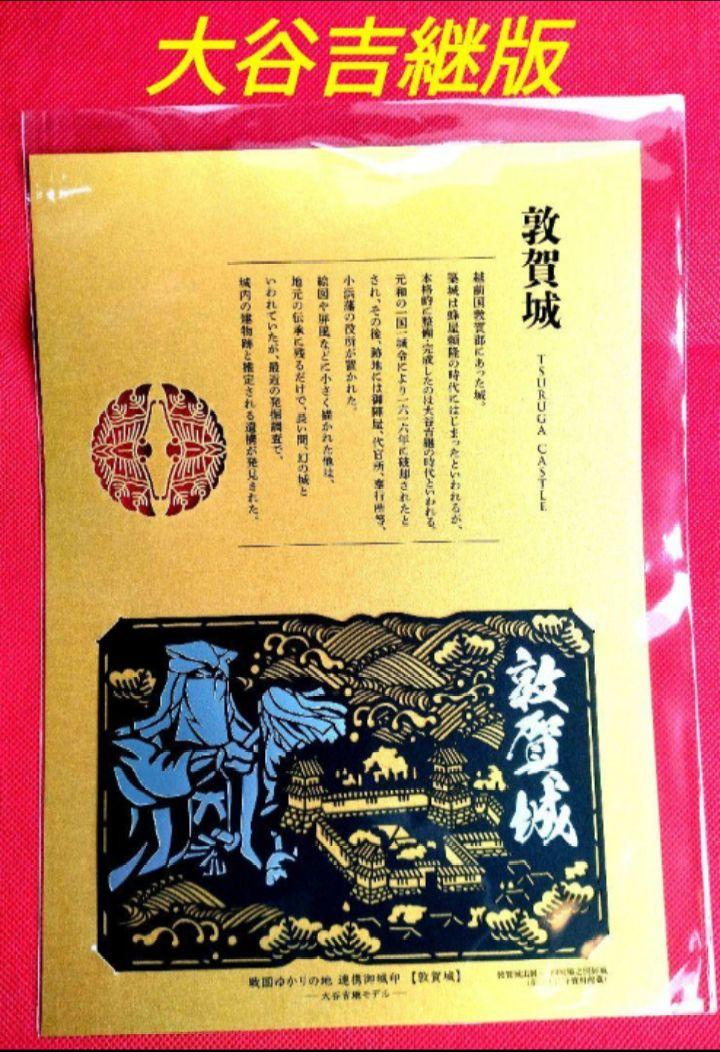 大谷吉継版
敦賀城
TSURUGA CASTLE
越前国敦賀郡にあった城。
築城は蜂屋頼隆の時代にはじまったといわれるが、
本格的に整備・完成したのは大谷吉継の時代といわれる。
元和の一国一城令により一六一六年に破却されたと
され、その後、跡地には御陣屋、代官所、奉行所等、
小浜藩の役所が置かれた。
絵図や屏風などに小さく描かれた他は、
地元の伝承に残るだけで、長い間、幻の城と
いわれていたが、最近の発掘調査で、
城内の建物跡と推定される遺構が発見された。
敦賀城
戦国ゆかりの地 連携御城印 【敦賀城】
―大谷吉継モデル―